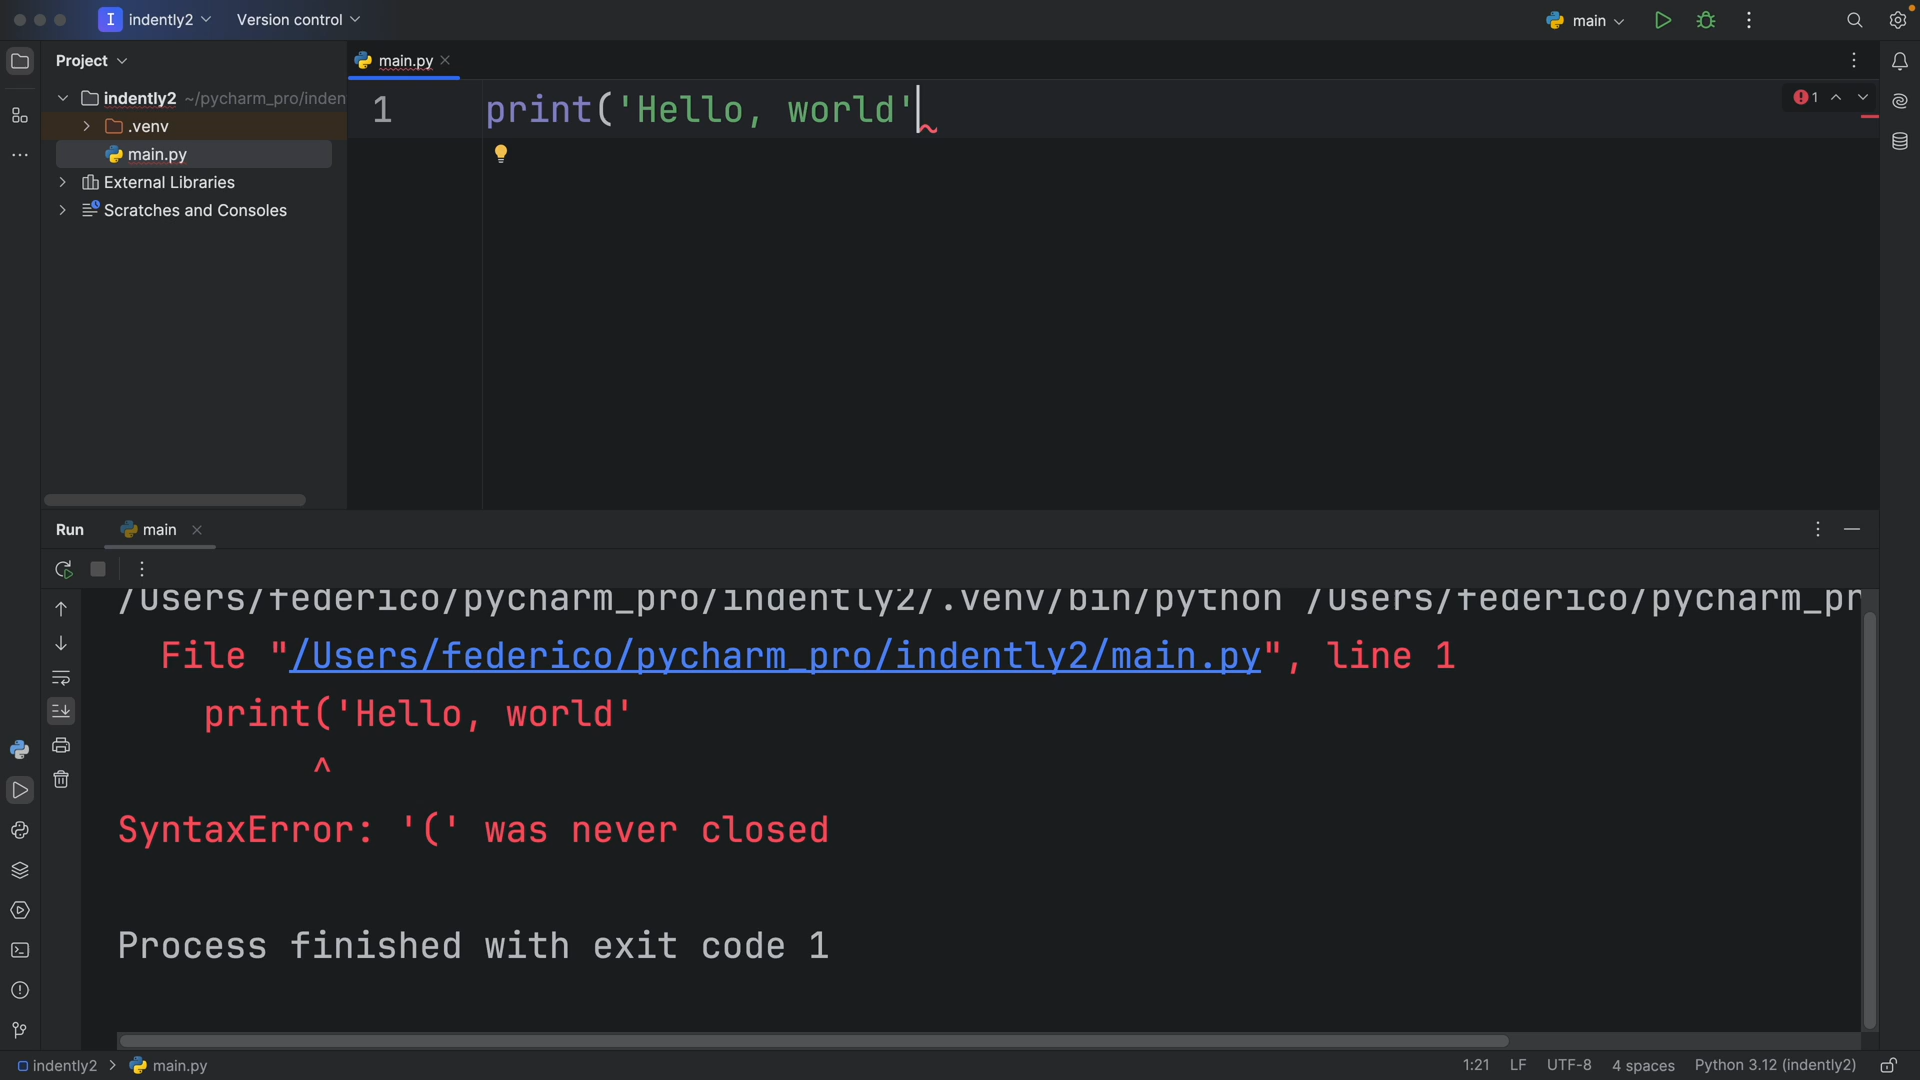 I indently2 Version control main
Project main.py
indently2 ~/pycharm_pro/inden
.venv
main.py
External Libraries
Scratches and Consoles
1 print('Hello, world' 1
Run main
/Users/federico/pycharm_pro/indently2/.venv/bin/python /Users/federico/pycharm_pr
File "/Users/federico/pycharm_pro/indently2/main.py", line 1
print('Hello, world'
^
SyntaxError: '(' was never closed
Process finished with exit code 1
indently2 > main.py 1:21 LF UTF-8 4 spaces Python 3.12 (indently2)